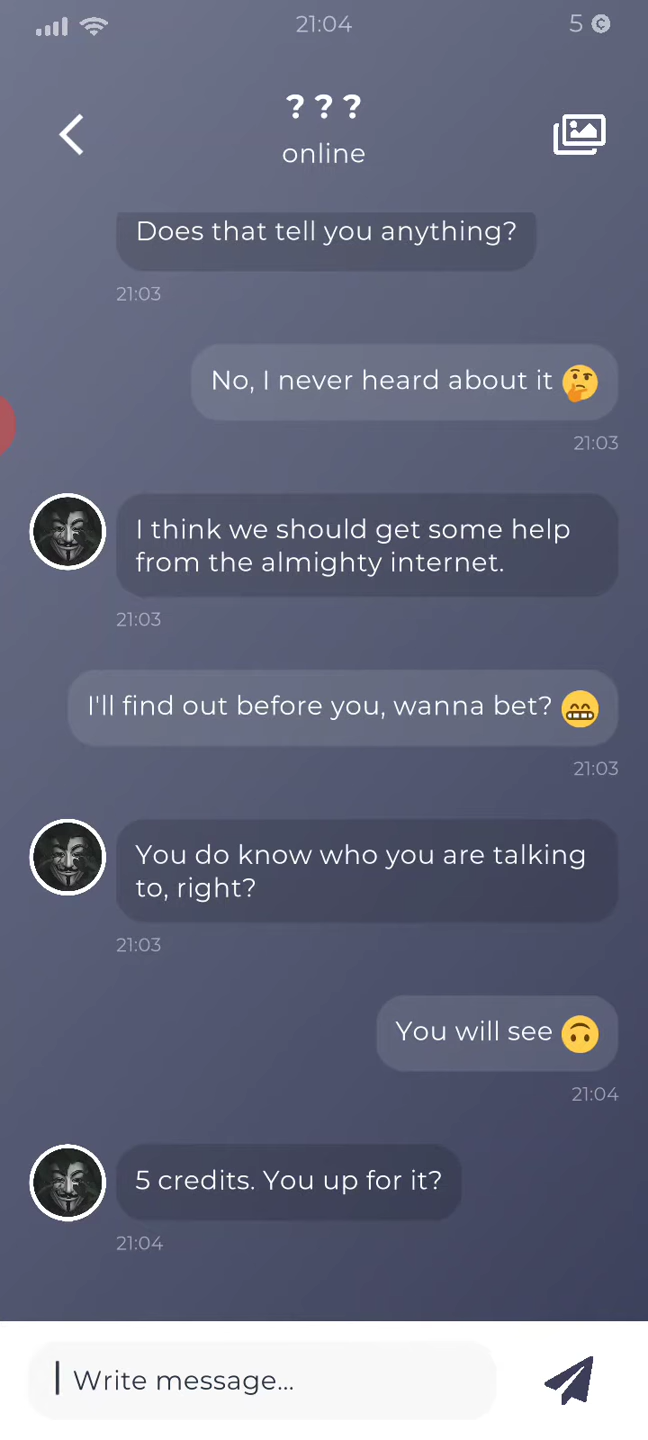 21:04
5
???
online
Does that tell you anything?
21:03
No, I never heard about it 🤔
21:03
I think we should get some help
from the almighty internet.
21:03
I'll find out before you, wanna bet? 😁
21:03
You do know who you are talking
to, right?
21:03
You will see 🙃
21:04
5 credits. You up for it?
21:04
Write message...